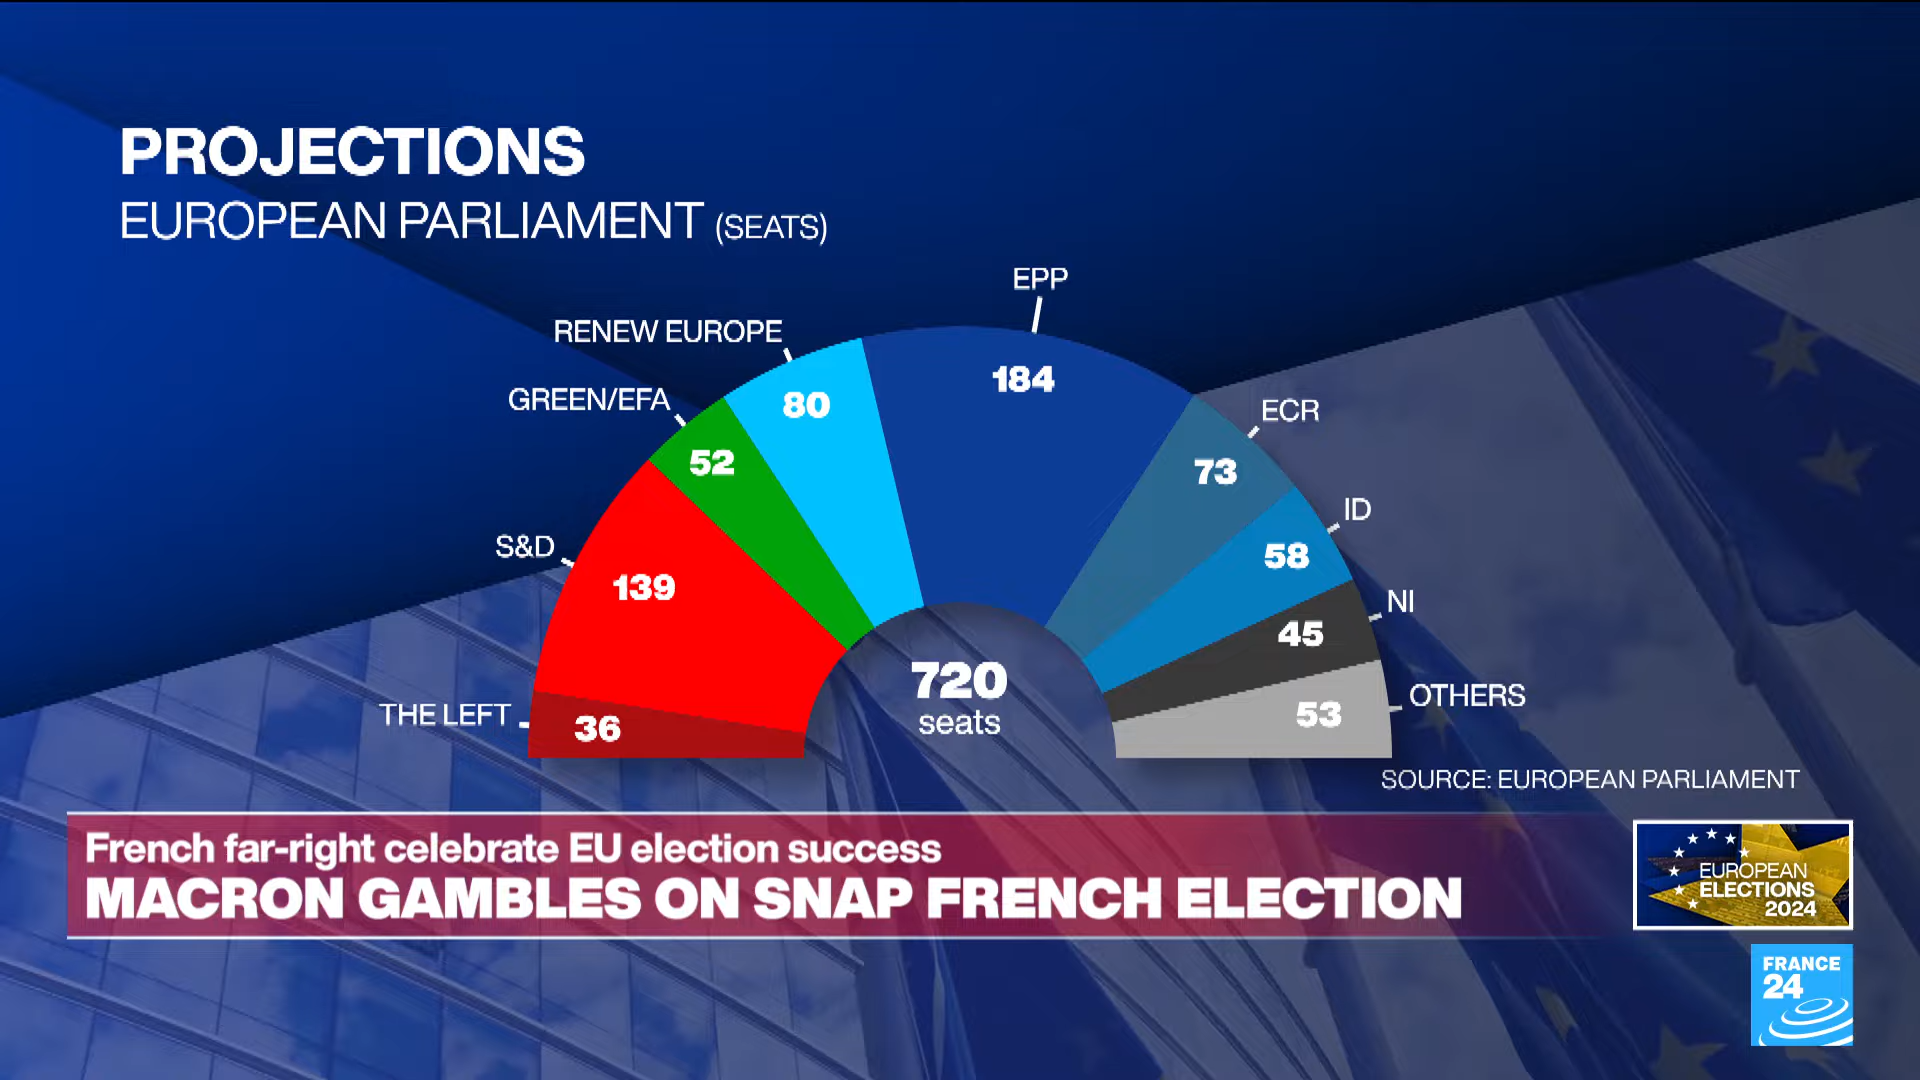 PROJECTIONS
EUROPEAN PARLIAMENT (SEATS)
EPP
RENEW EUROPE
184
GREEN/EFA
80
ECR
52
73
ID
S&D
58
139
NI
45
THE LEFT
36
720
seats
OTHERS
53
SOURCE: EUROPEAN PARLIAMENT
French far-right celebrate EU election success
MACRON GAMBLES ON SNAP FRENCH ELECTION
EUROPEAN
ELECTIONS
2024
FRANCE
24